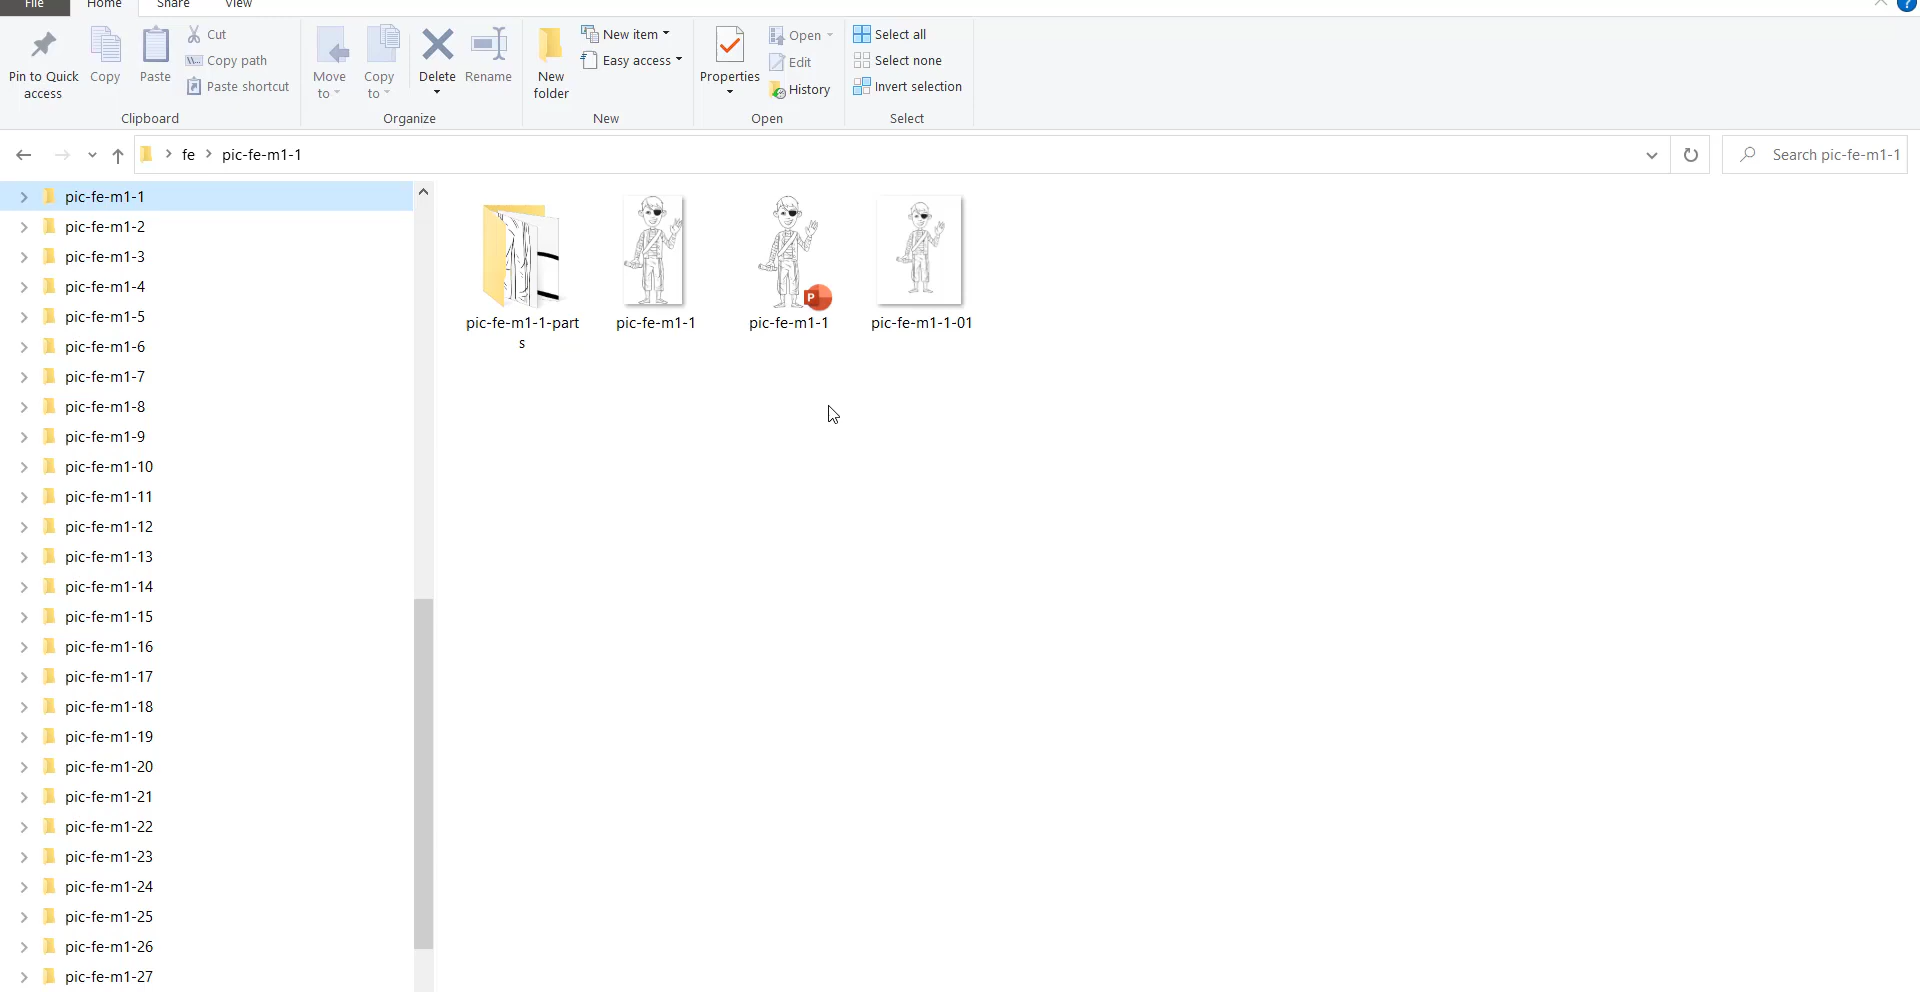 File Home Share View
Pin to Quick access
Copy
Paste
Cut
Copy path
Paste shortcut
Clipboard
Move to
Copy to
Delete
Rename
Organize
New folder
New item
Easy access
New
Properties
Open
Edit
History
Open
Select all
Select none
Invert selection
Select
fe > pic-fe-m1-1
Search pic-fe-m1-1
pic-fe-m1-1
pic-fe-m1-2
pic-fe-m1-3
pic-fe-m1-4
pic-fe-m1-5
pic-fe-m1-6
pic-fe-m1-7
pic-fe-m1-8
pic-fe-m1-9
pic-fe-m1-10
pic-fe-m1-11
pic-fe-m1-12
pic-fe-m1-13
pic-fe-m1-14
pic-fe-m1-15
pic-fe-m1-16
pic-fe-m1-17
pic-fe-m1-18
pic-fe-m1-19
pic-fe-m1-20
pic-fe-m1-21
pic-fe-m1-22
pic-fe-m1-23
pic-fe-m1-24
pic-fe-m1-25
pic-fe-m1-26
pic-fe-m1-27
pic-fe-m1-1-part
s
pic-fe-m1-1
P
pic-fe-m1-1
pic-fe-m1-1-01